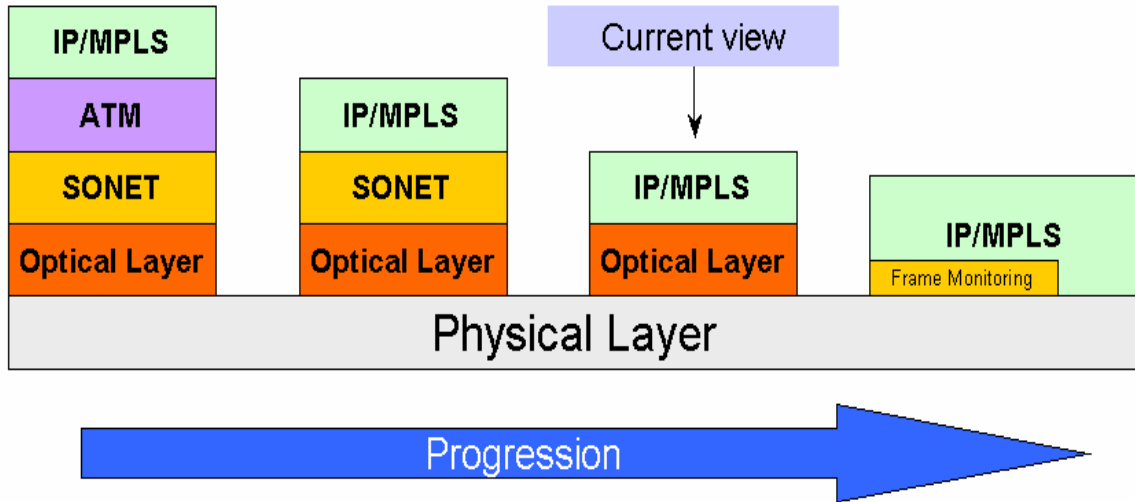 IP/MPLS
ATM
SONET
Optical Layer
IP/MPLS
SONET
Optical Layer
Current view
IP/MPLS
Optical Layer
IP/MPLS
Frame Monitoring
Physical Layer
Progression